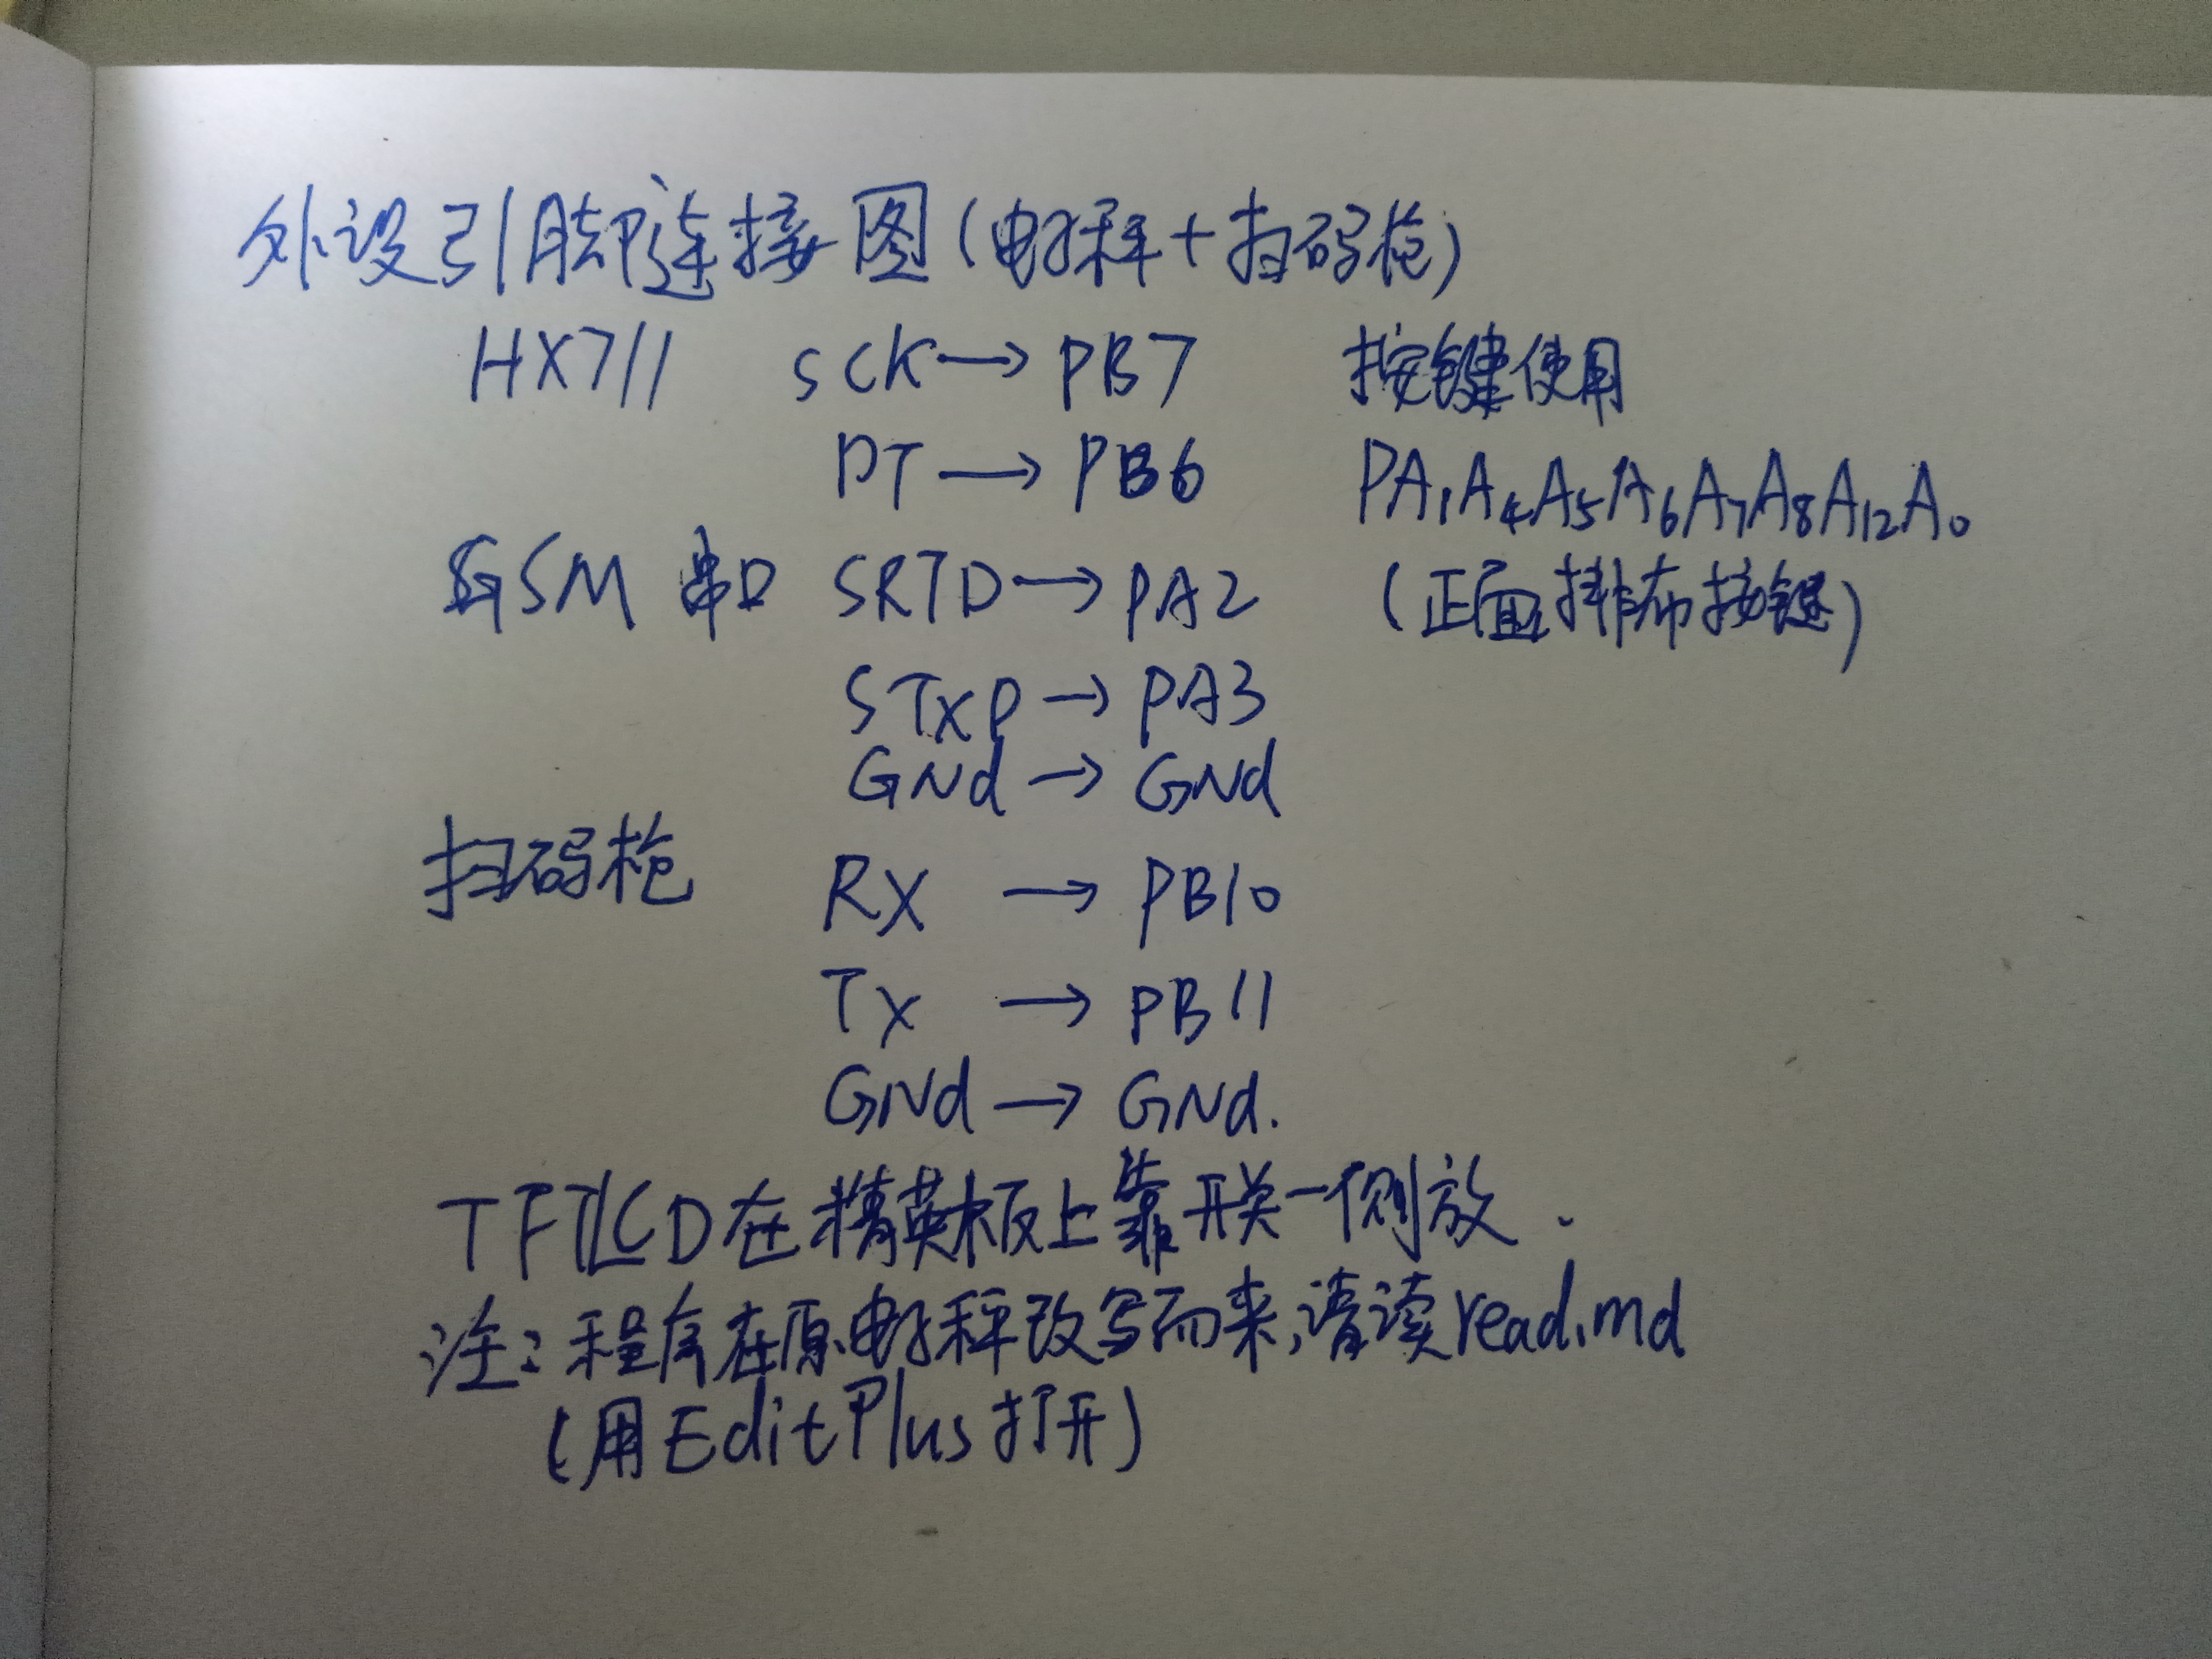 外设引脚连接图(电子秤+扫码枪)
HX711 SCK→PB7 按键使用
DT→PB6 PA1A4A5A6A7A8A12A0
GSM 串口 SRTD→PA2 (正面排布按键)
STXD→PA3
GNd→GNd
扫码枪 RX→PB10
TX→PB11
GNd→GNd.
TFTLCD在精英板上靠开关一侧放.
注:程序在原电子秤改写而来,请读read.md
(用EditPlus打开)